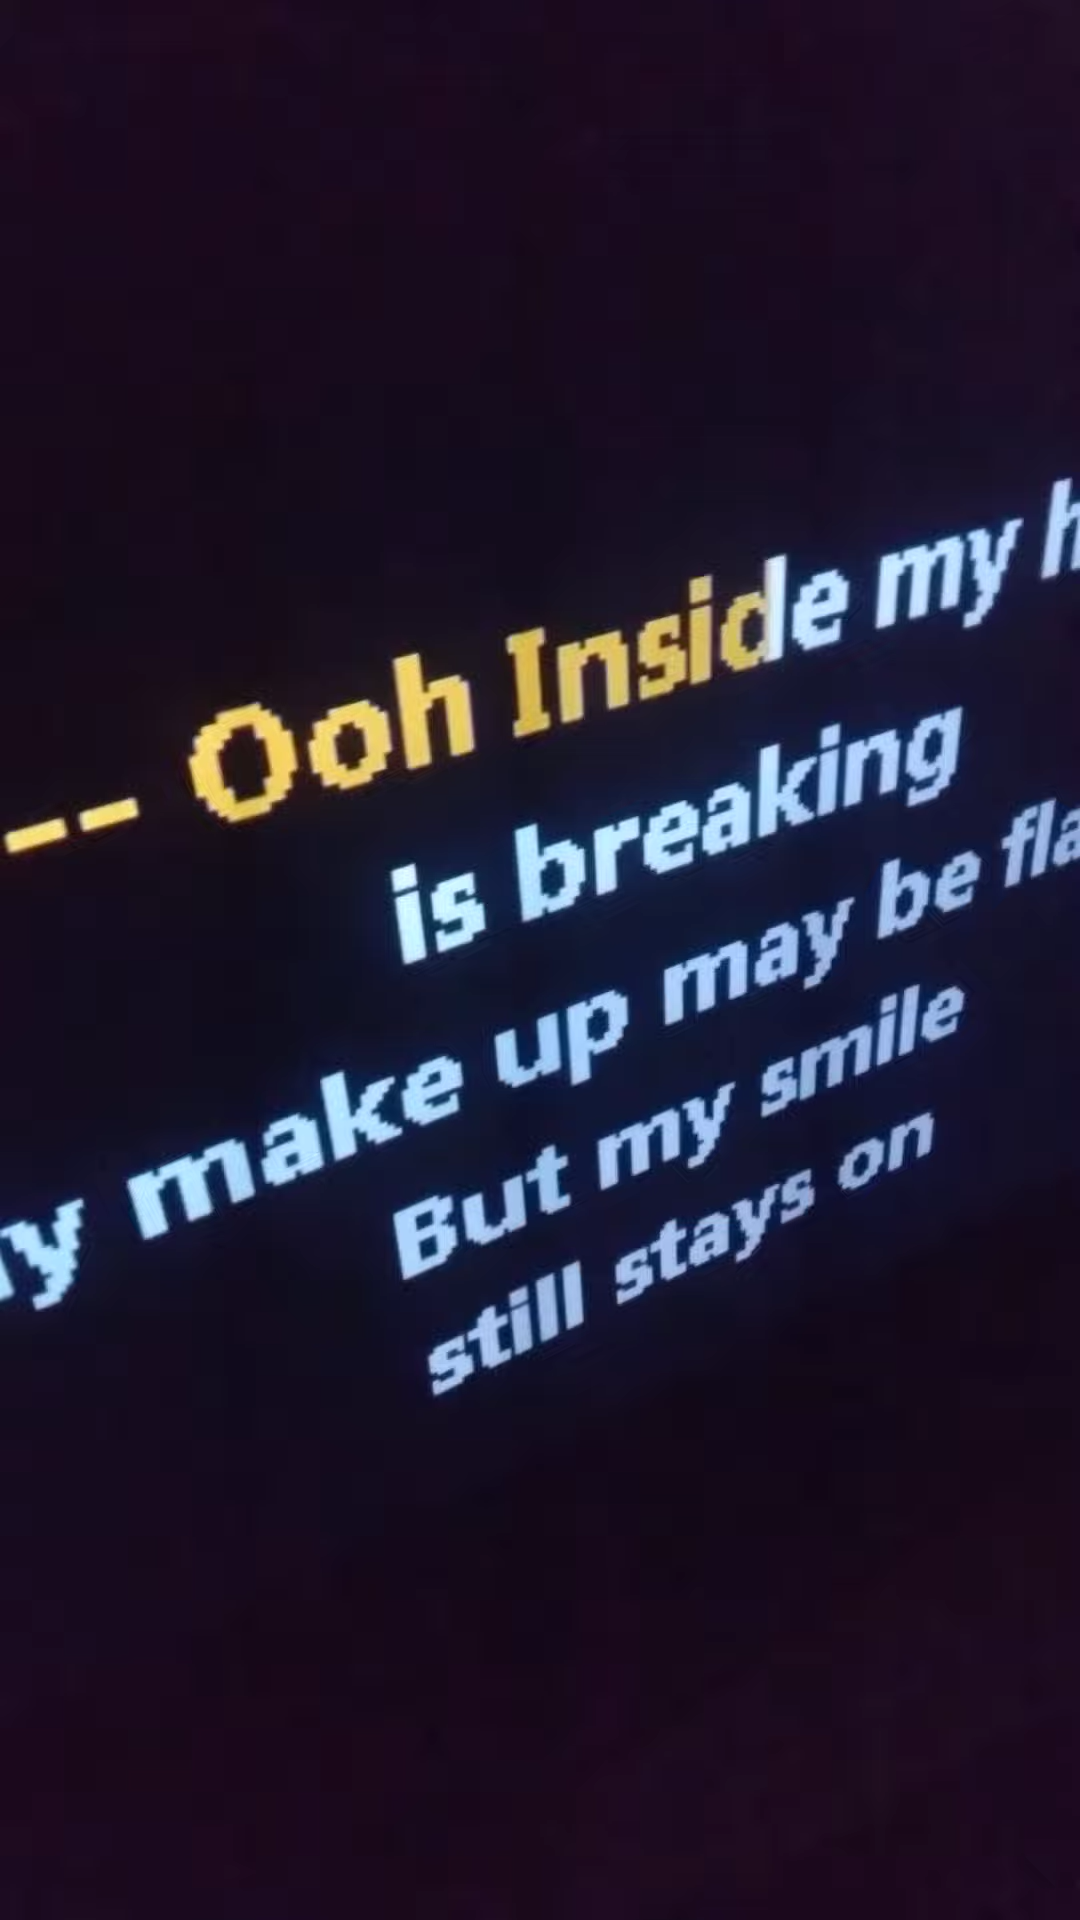 -- Ooh Inside my
is breaking
make up may be
But my smile
still stays on